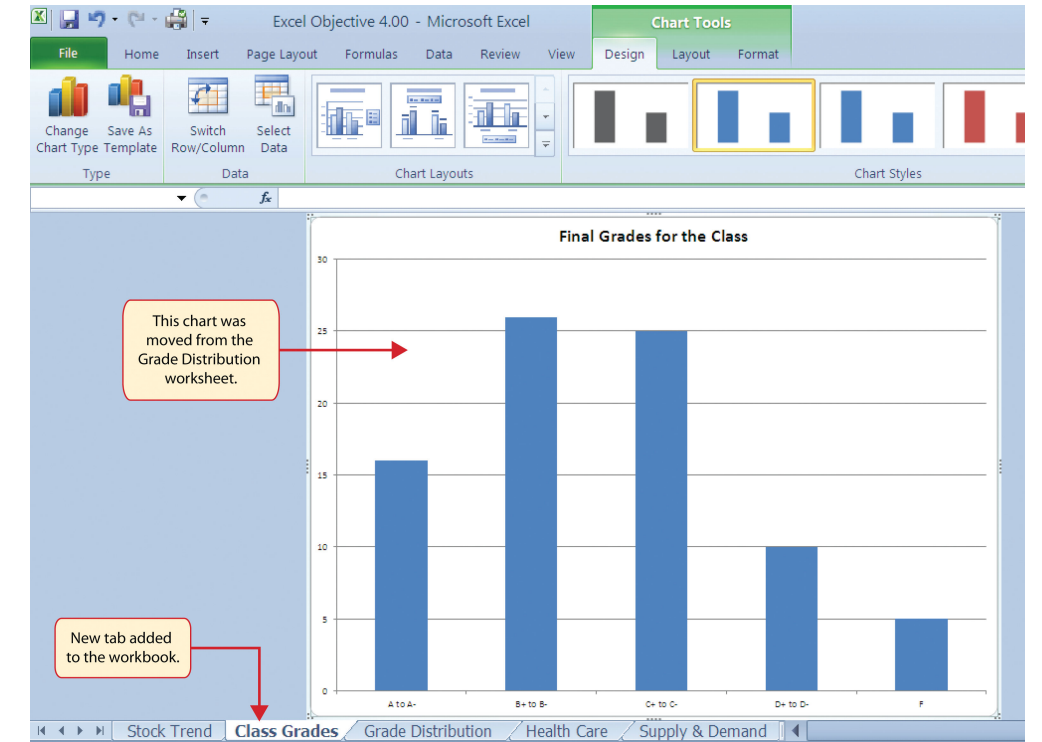 Excel Objective 4.00 - Microsoft Excel
Chart Tools
File Home Insert Page Layout Formulas Data Review View Design Layout Format
Change Chart Type
Save As Template
Switch Row/Column
Select Data
Type Data Chart Layouts Chart Styles
fx
Final Grades for the Class
30
25
20
15
10
5
0
A to A- B+ to B- C+ to C- D+ to D- F
This chart was
moved from the
Grade Distribution
worksheet.
New tab added
to the workbook.
Stock Trend Class Grades Grade Distribution Health Care Supply & Demand